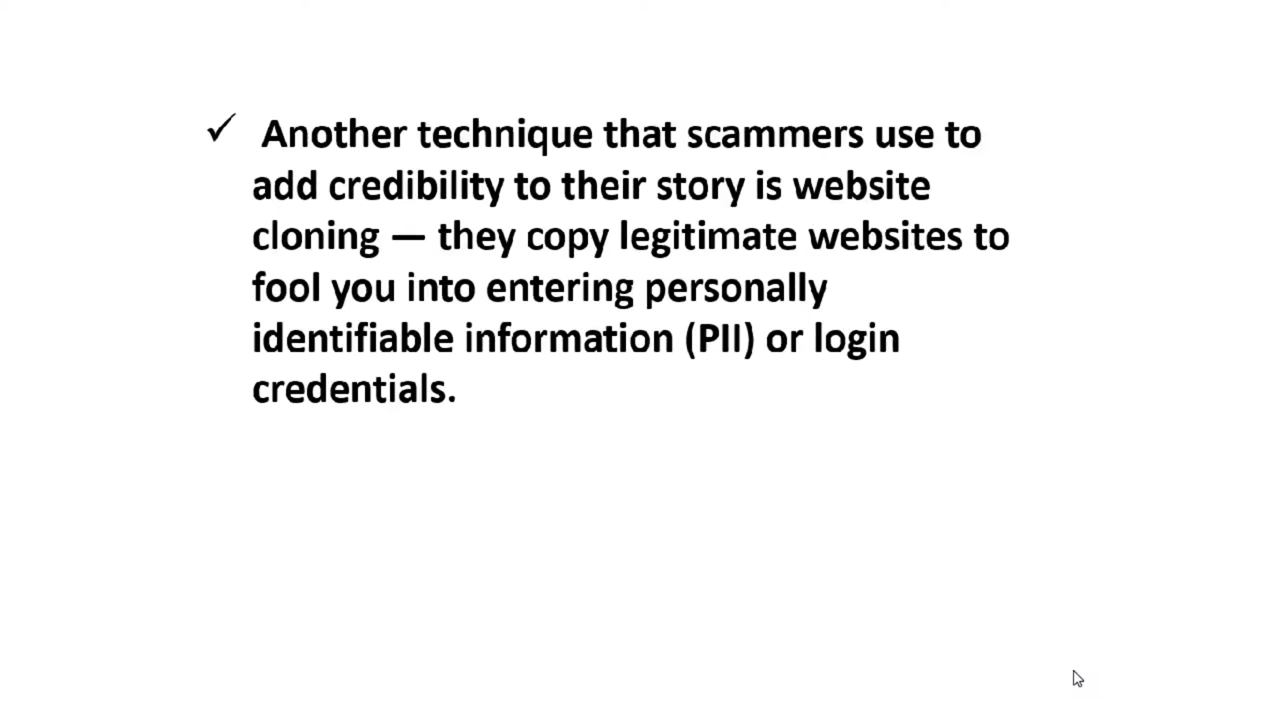 ✓ Another technique that scammers use to
add credibility to their story is website
cloning — they copy legitimate websites to
fool you into entering personally
identifiable information (PII) or login
credentials.